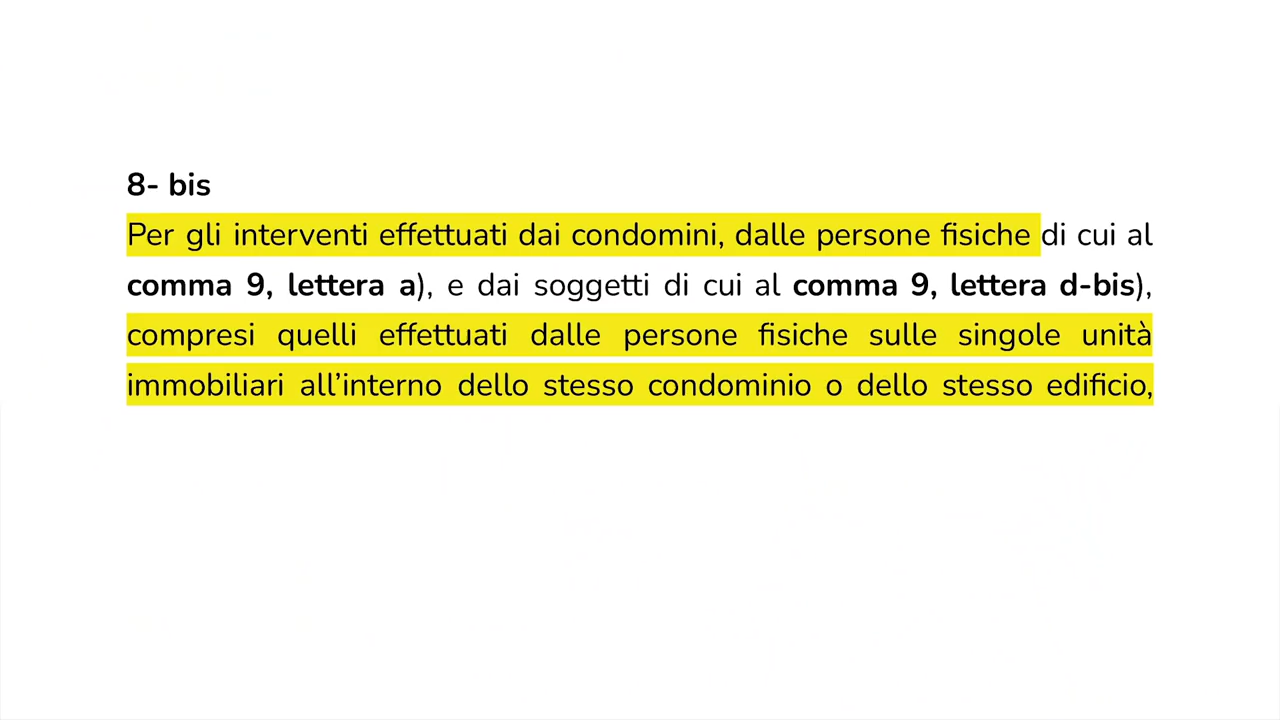 8- bis
Per gli interventi effettuati dai condomini, dalle persone fisiche di cui al
comma 9, lettera a), e dai soggetti di cui al comma 9, lettera d-bis),
compresi quelli effettuati dalle persone fisiche sulle singole unità
immobiliari all’interno dello stesso condominio o dello stesso edificio,